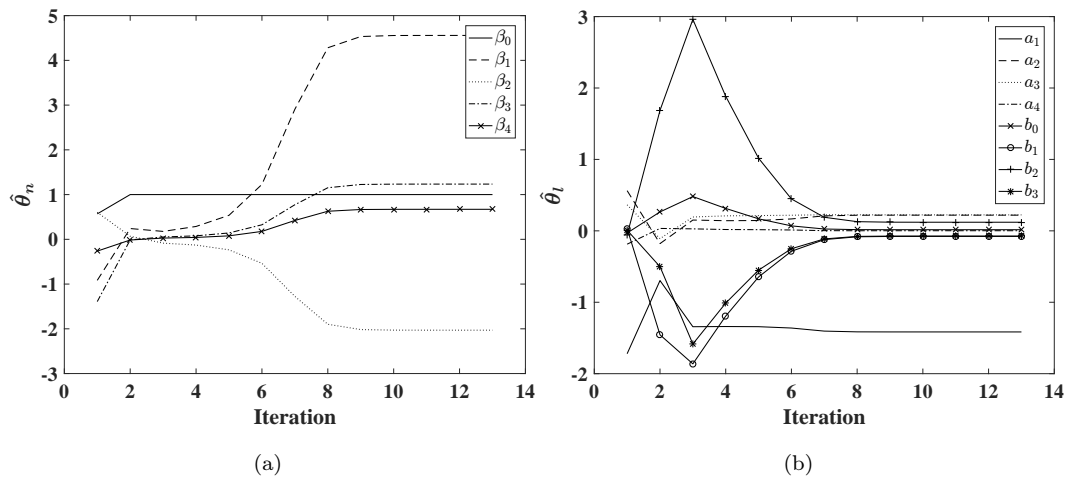 5
4
3
2
1
0
-1
-2
-3
0 2 4 6 8 10 12 14
Iteration
θ̂ₙ
β₀
β₁
β₂
β₃
β₄
(a)
3
2
1
0
-1
-2
0 2 4 6 8 10 12 14
Iteration
θ̂ₗ
a₁
a₂
a₃
a₄
b₀
b₁
b₂
b₃
(b)